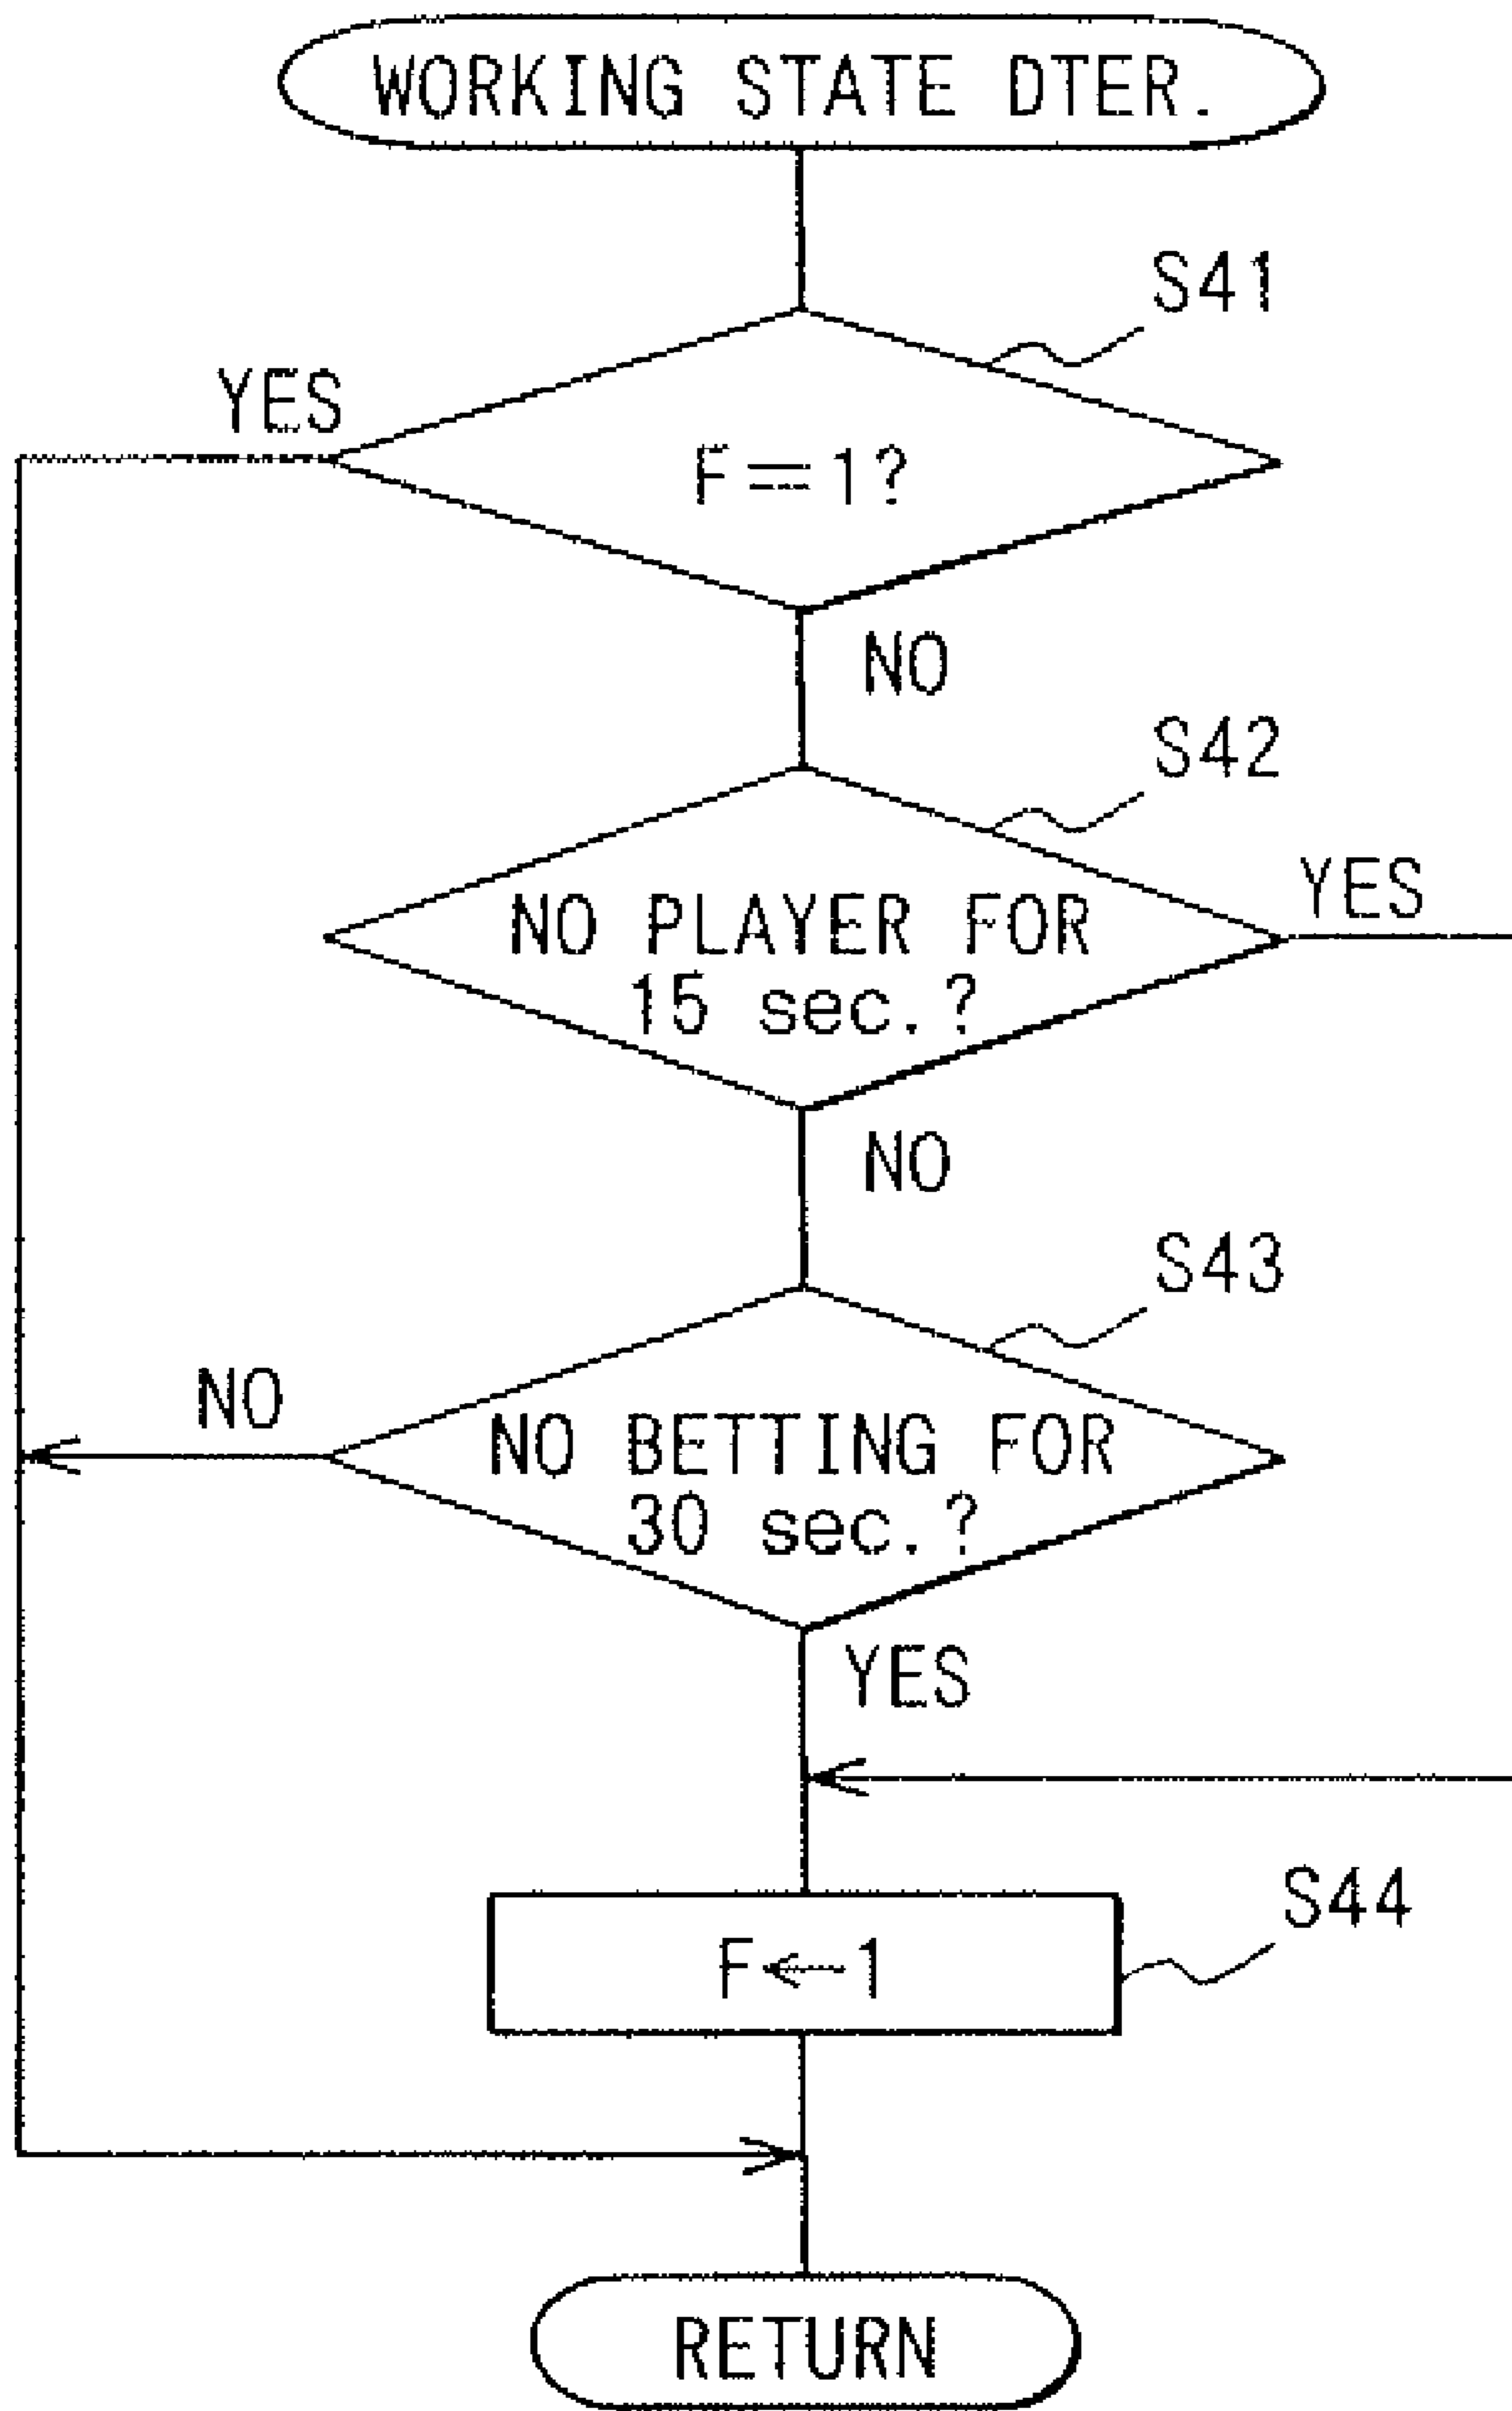 WORKING STATE DTER.
S41
YES
F=1?
NO
S42
YES
NO PLAYER FOR
15 sec.?
NO
S43
NO
NO BETTING FOR
30 sec.?
YES
S44
F←1
RETURN